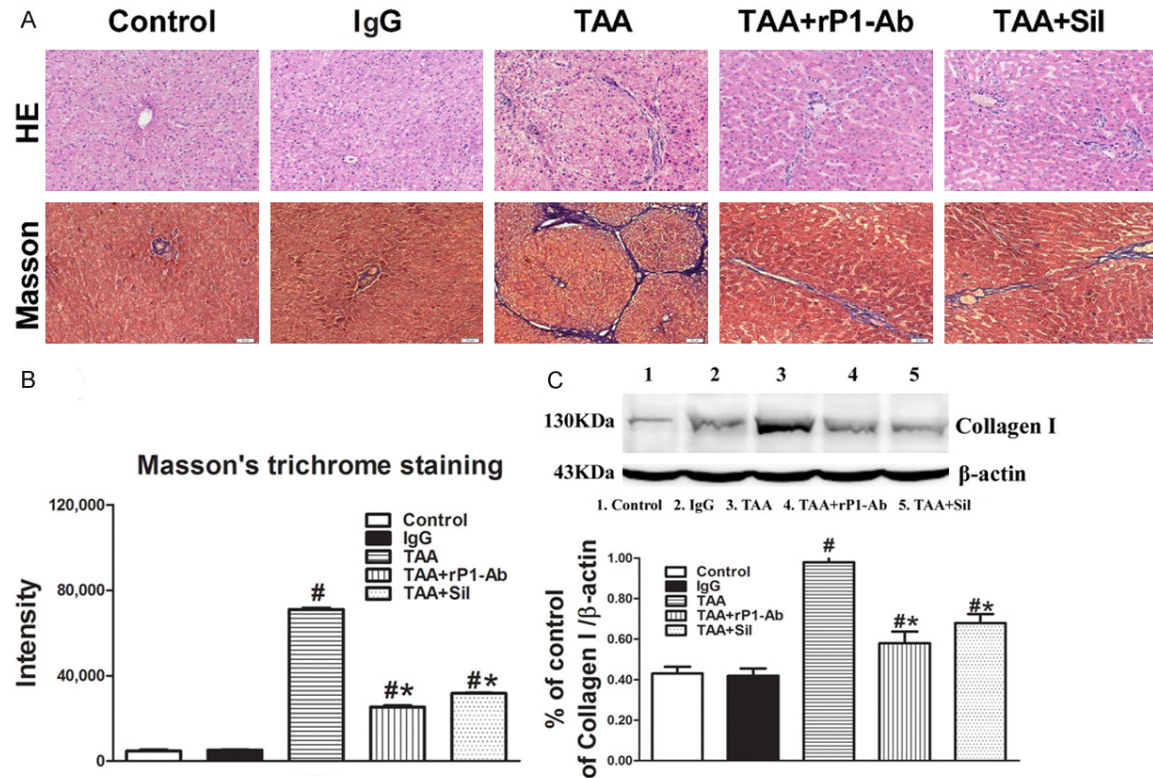 A
Control IgG TAA TAA+rP1-Ab TAA+Sil
HE
Masson
B
Masson's trichrome staining
120,000
80,000
40,000
0
Intensity
Control
IgG
TAA
TAA+rP1-Ab
TAA+Sil
#
#*
#*
C
1 2 3 4 5
130KDa Collagen I
43KDa β-actin
1. Control 2. IgG 3. TAA 4. TAA+rP1-Ab 5. TAA+Sil
% of control
of Collagen I /β-actin
1.00
0.80
0.60
0.40
0.20
0.00
Control
IgG
TAA
TAA+rP1-Ab
TAA+Sil
#
#*
#*